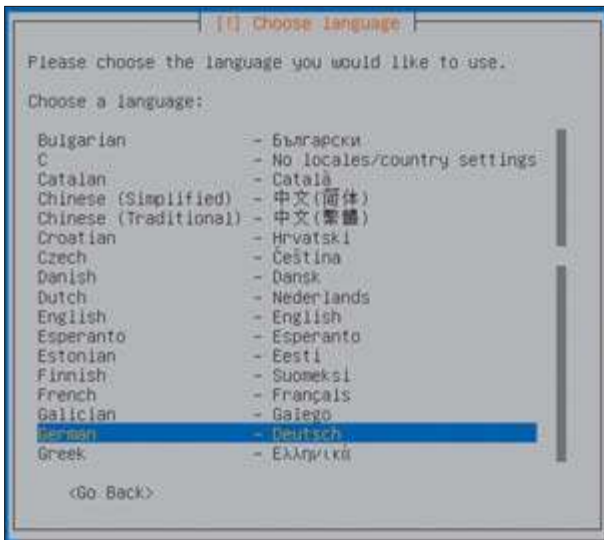 [!] Choose language
Please choose the language you would like to use.
Choose a language:
Bulgarian - Български
C - No locales/country settings
Catalan - Català
Chinese (Simplified) - 中文(简体)
Chinese (Traditional) - 中文(繁體)
Croatian - Hrvatski
Czech - Čeština
Danish - Dansk
Dutch - Nederlands
English - English
Esperanto - Esperanto
Estonian - Eesti
Finnish - Suomeksi
French - Français
Galician - Galego
German - Deutsch
Greek - Ελληνικά
<Go Back>